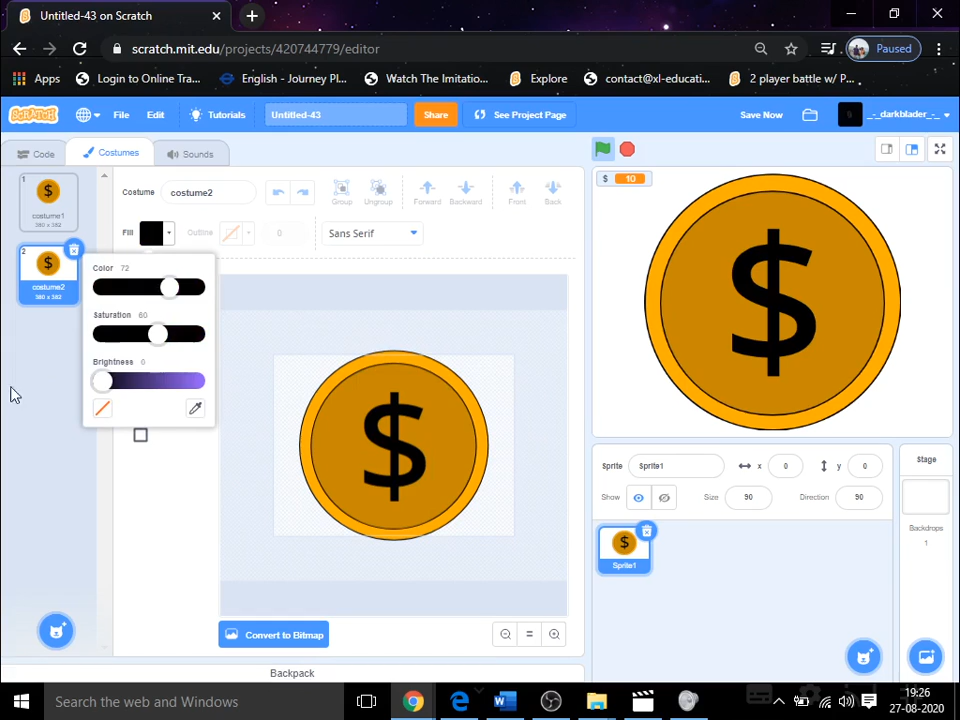 Untitled-43 on Scratch
scratch.mit.edu/projects/420744779/editor
Paused
Apps
Login to Online Tra...
English - Journey Pl...
Watch The Imitatio...
Explore
contact@xl-educati...
2 player battle w/ P...
SCRATCH
File
Edit
Tutorials
Untitled-43
Share
See Project Page
Save Now
_-_darkblader_-_
Code
Costumes
Sounds
1
$
costume1
380 x 382
2
$
costume2
380 x 382
Costume
costume2
Group
Ungroup
Forward
Backward
Front
Back
Fill
Outline
0
Sans Serif
Color 72
Saturation 60
Brightness 0
$
Convert to Bitmap
Backpack
$ 10
$
Sprite
Sprite1
x
0
y
0
Show
Size
90
Direction
90
$
Sprite1
Stage
Backdrops
1
Search the web and Windows
19:26
27-08-2020